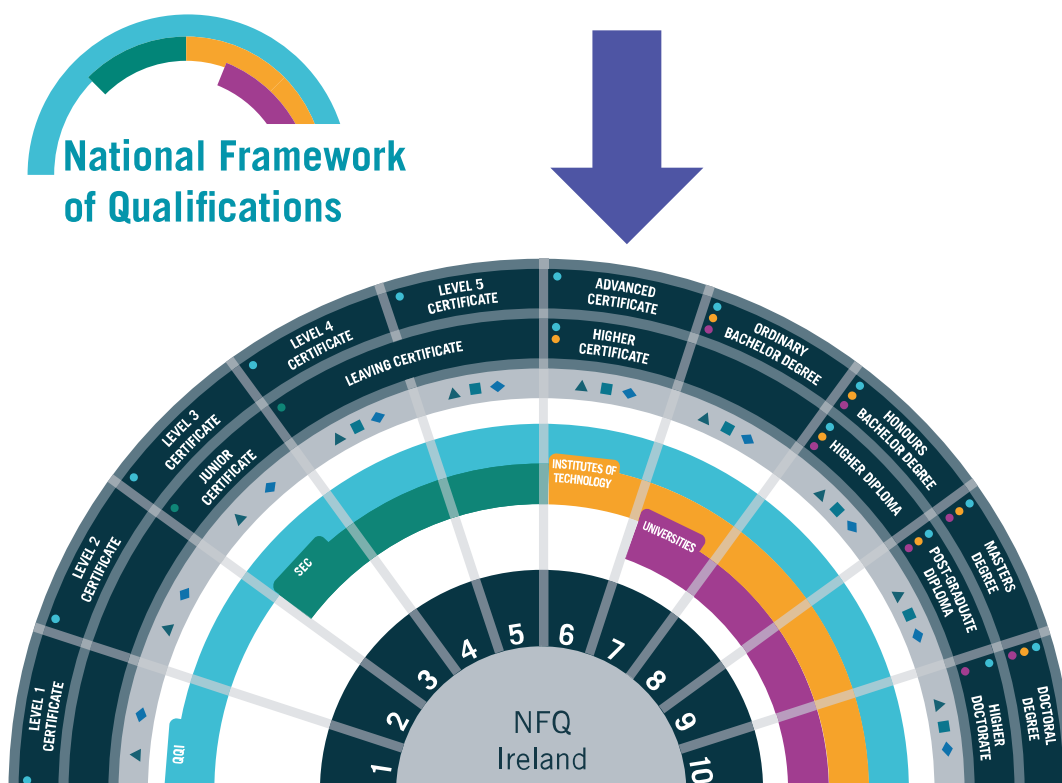 National Framework
of Qualifications
LEVEL 1
CERTIFICATE
LEVEL 2
CERTIFICATE
LEVEL 3
CERTIFICATE
JUNIOR
CERTIFICATE
LEVEL 4
CERTIFICATE
LEVEL 5
CERTIFICATE
LEAVING CERTIFICATE
ADVANCED
CERTIFICATE
HIGHER
CERTIFICATE
ORDINARY
BACHELOR DEGREE
HONOURS
BACHELOR DEGREE
HIGHER DIPLOMA
MASTERS
DEGREE
POST-GRADUATE
DIPLOMA
DOCTORAL
DEGREE
HIGHER
DOCTORATE
QQI
SEC
INSTITUTES OF
TECHNOLOGY
UNIVERSITIES
1
2
3
4
5
6
7
8
9
10
NFQ
Ireland